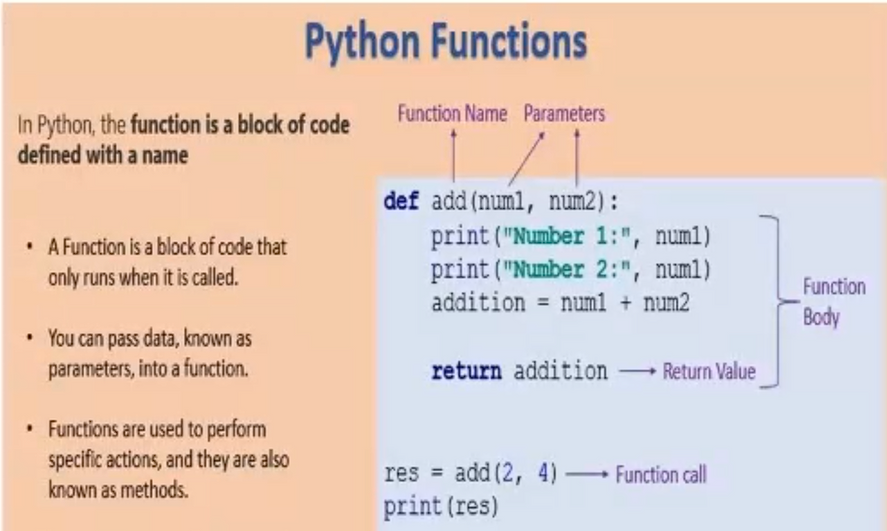 Python Functions
In Python, the function is a block of code
defined with a name
• A Function is a block of code that
only runs when it is called.
• You can pass data, known as
parameters, into a function.
• Functions are used to perform
specific actions, and they are also
known as methods.
Function Name Parameters
def add(num1, num2):
    print("Number 1:", num1)
    print("Number 2:", num1)
    addition = num1 + num2
    return addition → Return Value
Function
Body
res = add(2, 4) → Function call
print(res)